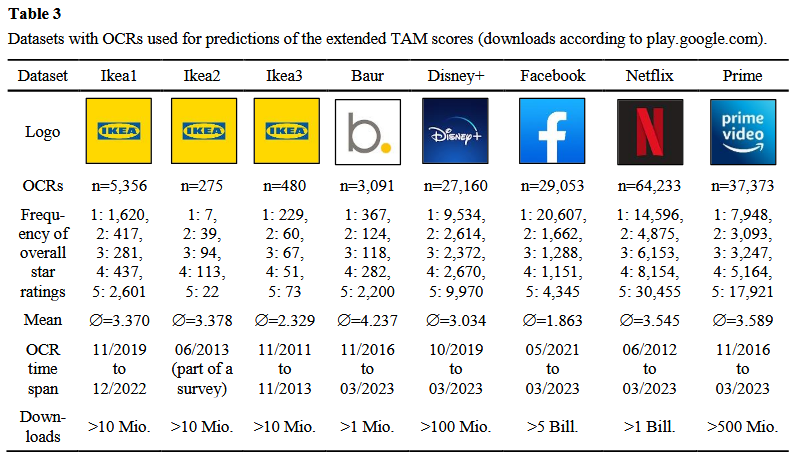 Table 3
Datasets with OCRs used for predictions of the extended TAM scores (downloads according to play.google.com).
Dataset Ikea1 Ikea2 Ikea3 Baur Disney+ Facebook Netflix Prime
Logo IKEA IKEA IKEA b. Disney+ f N prime
video
OCRs n=5,356 n=275 n=480 n=3,091 n=27,160 n=29,053 n=64,233 n=37,373
Frequ- 1: 1,620, 1: 7, 1: 229, 1: 367, 1: 9,534, 1: 20,607, 1: 14,596, 1: 7,948,
ency of 2: 417, 2: 39, 2: 60, 2: 124, 2: 2,614, 2: 1,662, 2: 4,875, 2: 3,093,
overall 3: 281, 3: 94, 3: 67, 3: 118, 3: 2,372, 3: 1,288, 3: 6,153, 3: 3,247,
star 4: 437, 4: 113, 4: 51, 4: 282, 4: 2,670, 4: 1,151, 4: 8,154, 4: 5,164,
ratings 5: 2,601 5: 22 5: 73 5: 2,200 5: 9,970 5: 4,345 5: 30,455 5: 17,921
Mean ∅=3.370 ∅=3.378 ∅=2.329 ∅=4.237 ∅=3.034 ∅=1.863 ∅=3.545 ∅=3.589
OCR 11/2019 06/2013 11/2011 11/2016 10/2019 05/2021 06/2012 11/2016
time to (part of a to to to to to to
span 12/2022 survey) 11/2013 03/2023 03/2023 03/2023 03/2023 03/2023
Down- >10 Mio. >10 Mio. >10 Mio. >1 Mio. >100 Mio. >5 Bill. >1 Bill. >500 Mio.
loads